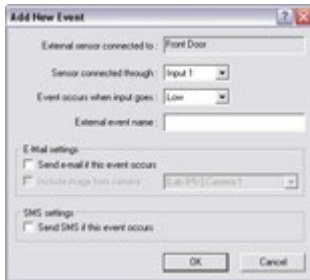 Add New Event
External sensor connected to : Front Door
Sensor connected through : Input 1
Event occurs when input goes : Low
External event name :
E-Mail settings
Send e-mail if this event occurs
Include image from camera
Camera 1
SMS settings
Send SMS if this event occurs
OK Cancel